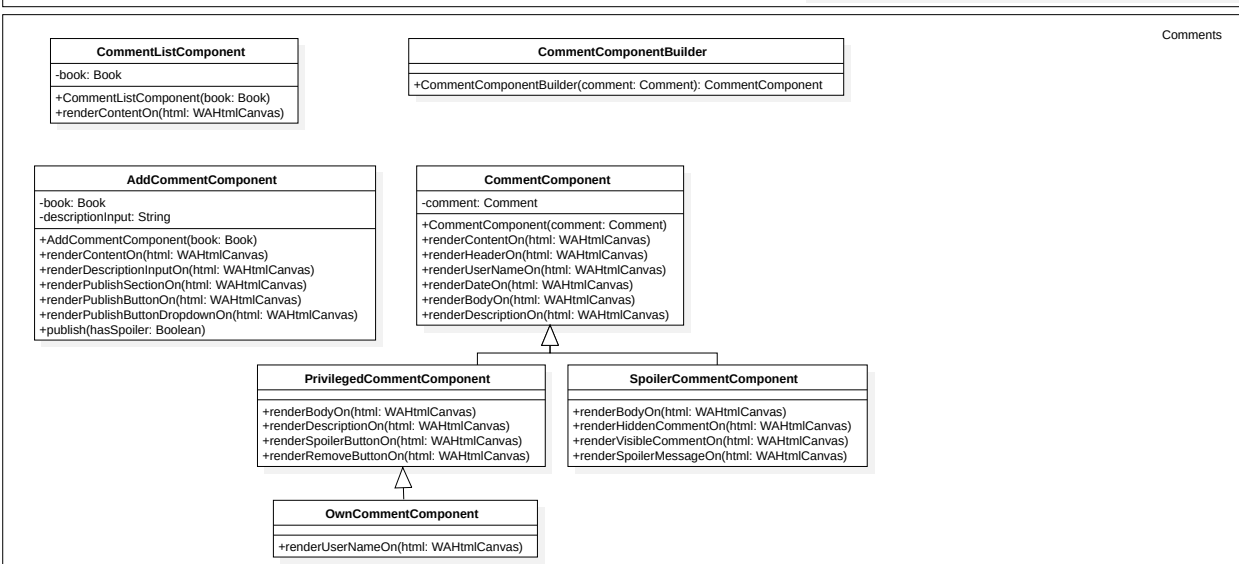 Comments
CommentListComponent
-book: Book
+CommentListComponent(book: Book)
+renderContentOn(html: WAHtmlCanvas)
CommentComponentBuilder
+CommentComponentBuilder(comment: Comment): CommentComponent
AddCommentComponent
-book: Book
-descriptionInput: String
+AddCommentComponent(book: Book)
+renderContentOn(html: WAHtmlCanvas)
+renderDescriptionInputOn(html: WAHtmlCanvas)
+renderPublishSectionOn(html: WAHtmlCanvas)
+renderPublishButtonOn(html: WAHtmlCanvas)
+renderPublishButtonDropdownOn(html: WAHtmlCanvas)
+publish(hasSpoiler: Boolean)
CommentComponent
-comment: Comment
+CommentComponent(comment: Comment)
+renderContentOn(html: WAHtmlCanvas)
+renderHeaderOn(html: WAHtmlCanvas)
+renderUserNameOn(html: WAHtmlCanvas)
+renderDateOn(html: WAHtmlCanvas)
+renderBodyOn(html: WAHtmlCanvas)
+renderDescriptionOn(html: WAHtmlCanvas)
PrivilegedCommentComponent
+renderBodyOn(html: WAHtmlCanvas)
+renderDescriptionOn(html: WAHtmlCanvas)
+renderSpoilerButtonOn(html: WAHtmlCanvas)
+renderRemoveButtonOn(html: WAHtmlCanvas)
SpoilerCommentComponent
+renderBodyOn(html: WAHtmlCanvas)
+renderHiddenCommentOn(html: WAHtmlCanvas)
+renderVisibleCommentOn(html: WAHtmlCanvas)
+renderSpoilerMessageOn(html: WAHtmlCanvas)
OwnCommentComponent
+renderUserNameOn(html: WAHtmlCanvas)